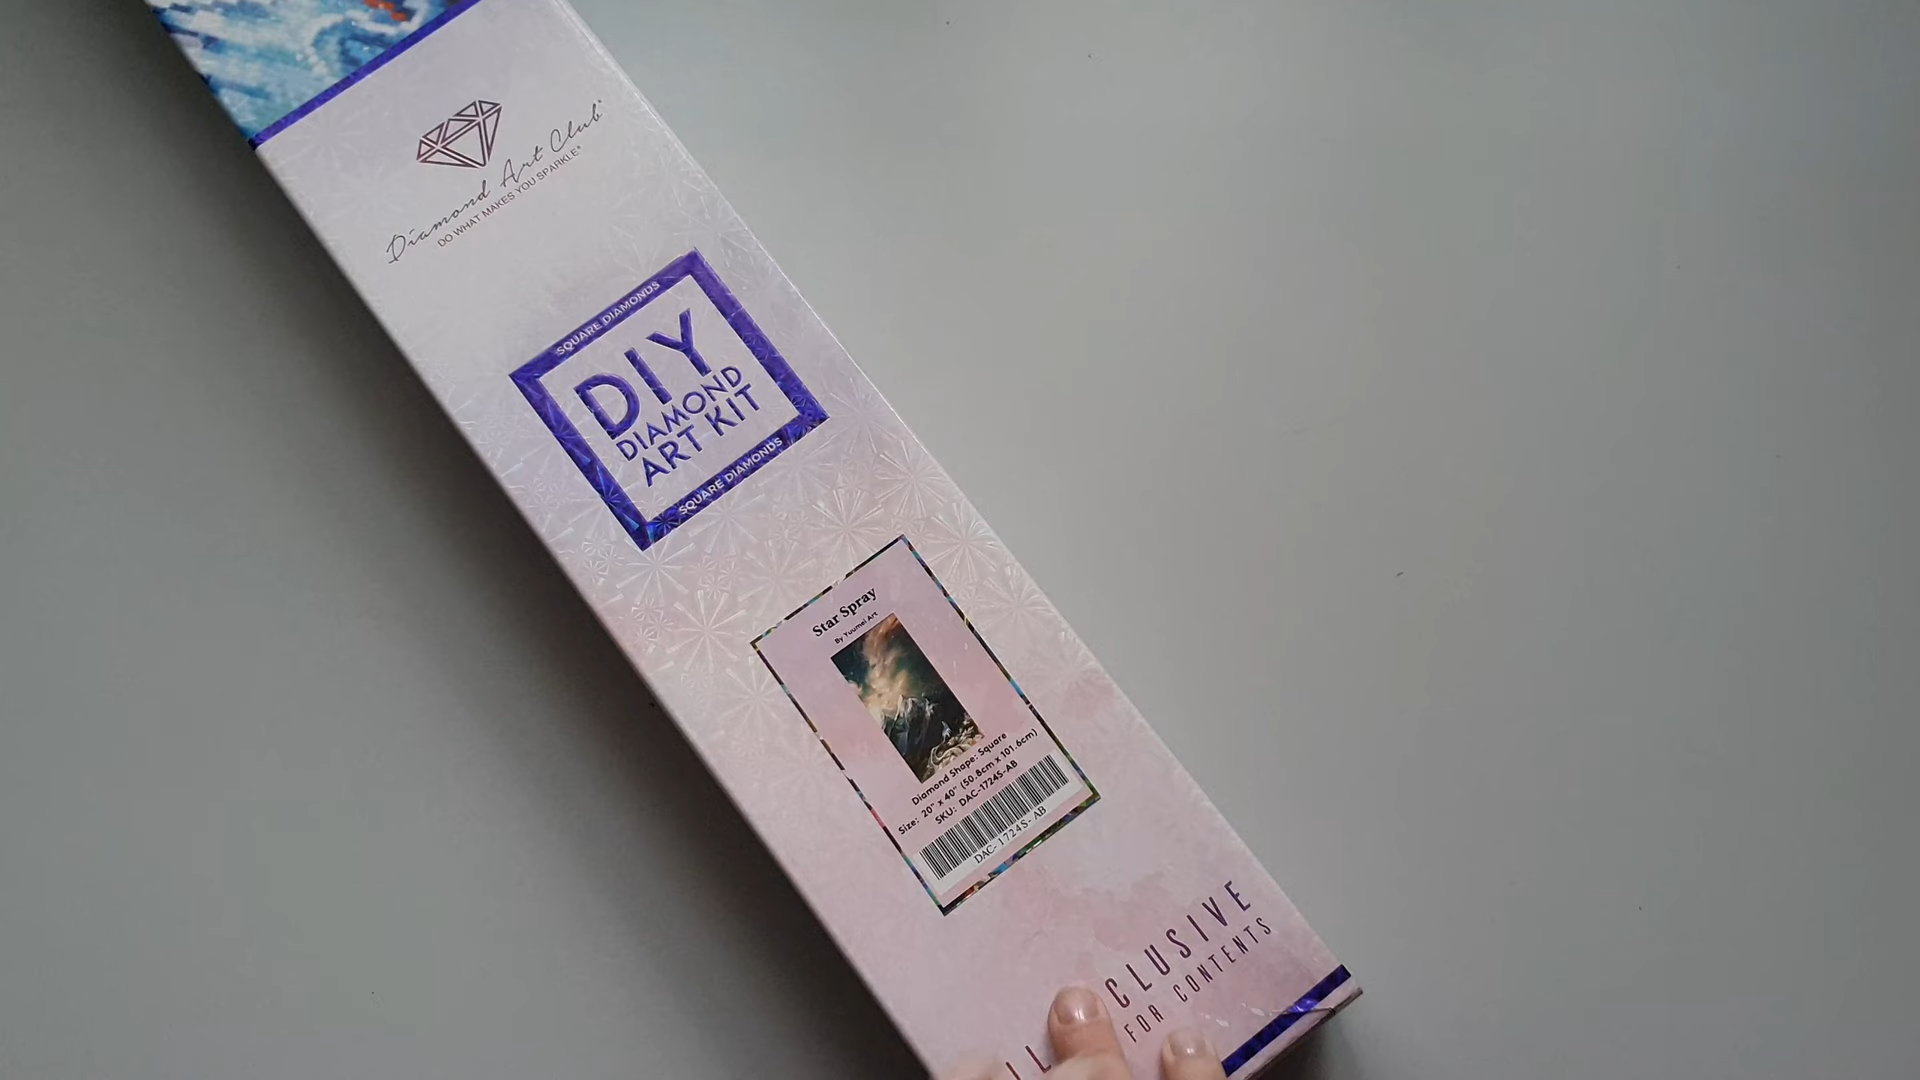 Diamond Art Club®
DO WHAT MAKES YOU SPARKLE®
SQUARE DIAMONDS
DIY
DIAMOND
ART KIT
SQUARE DIAMONDS
Star Spray
By Yuumei Art
Diamond Shape: Square
Size: 20" x 40" (50.8cm x 101.6cm)
SKU: DAC-1724S-AB
DAC-1724S-AB
CLUSIVE
FOR CONTENTS